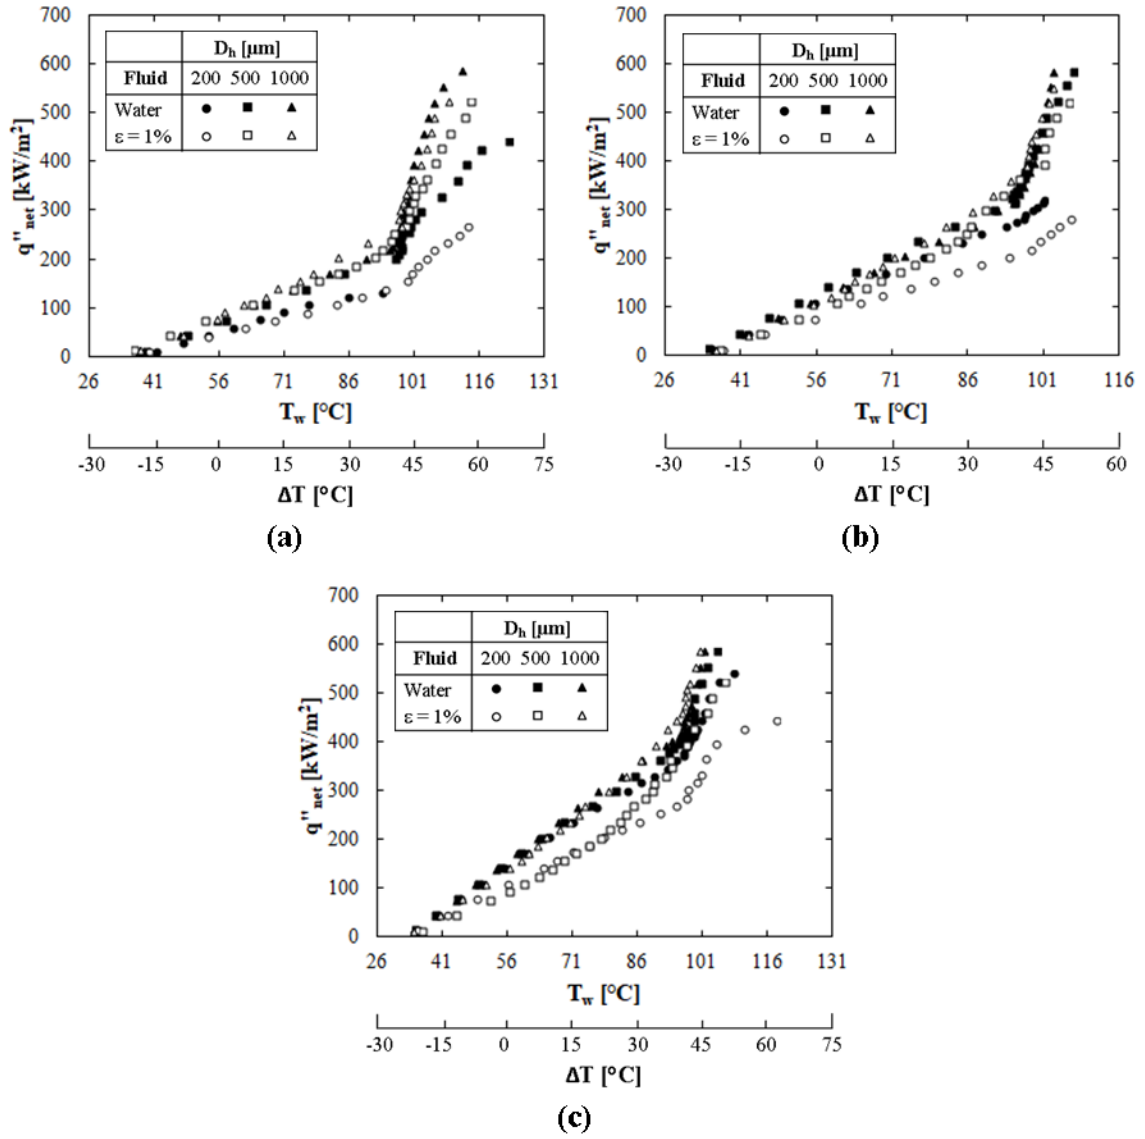 700
600
500
400
300
200
100
0
q"net [kW/m²]
Dh [µm]
Fluid 200 500 1000
Water
ε = 1%
26 41 56 71 86 101 116 131
Tw [°C]
-30 -15 0 15 30 45 60 75
ΔT [°C]
(a)
700
600
500
400
300
200
100
0
q"net [kW/m²]
Dh [µm]
Fluid 200 500 1000
Water
ε = 1%
26 41 56 71 86 101 116
Tw [°C]
-30 -15 0 15 30 45 60
ΔT [°C]
(b)
700
600
500
400
300
200
100
0
q"net [kW/m²]
Dh [µm]
Fluid 200 500 1000
Water
ε = 1%
26 41 56 71 86 101 116 131
Tw [°C]
-30 -15 0 15 30 45 60 75
ΔT [°C]
(c)